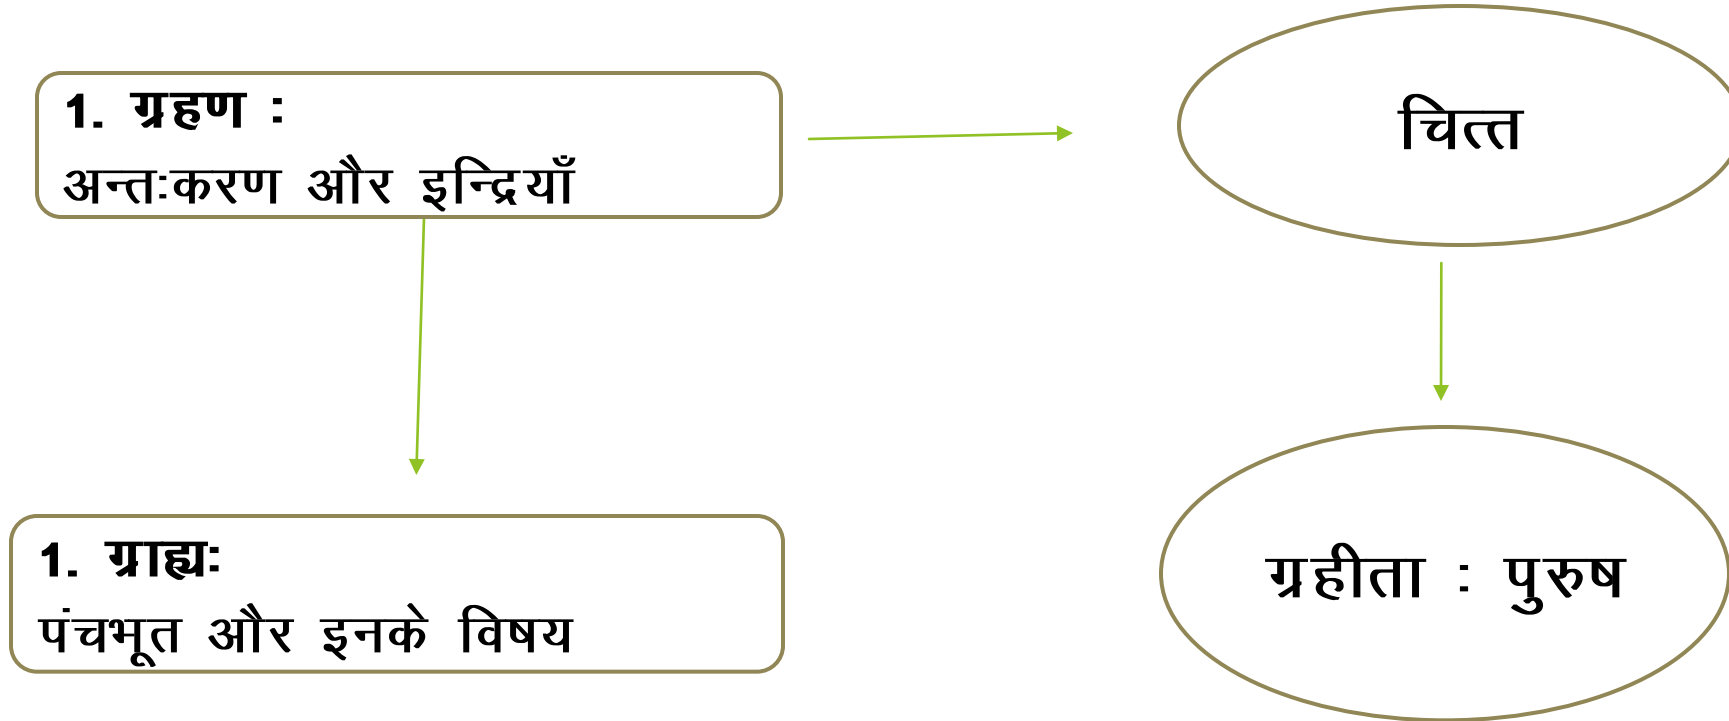 1. ग्रहण :
अन्त:करण और इन्द्रियाँ
चित्त
1. ग्राह्य:
पंचभूत और इनके विषय
ग्रहीता : पुरुष